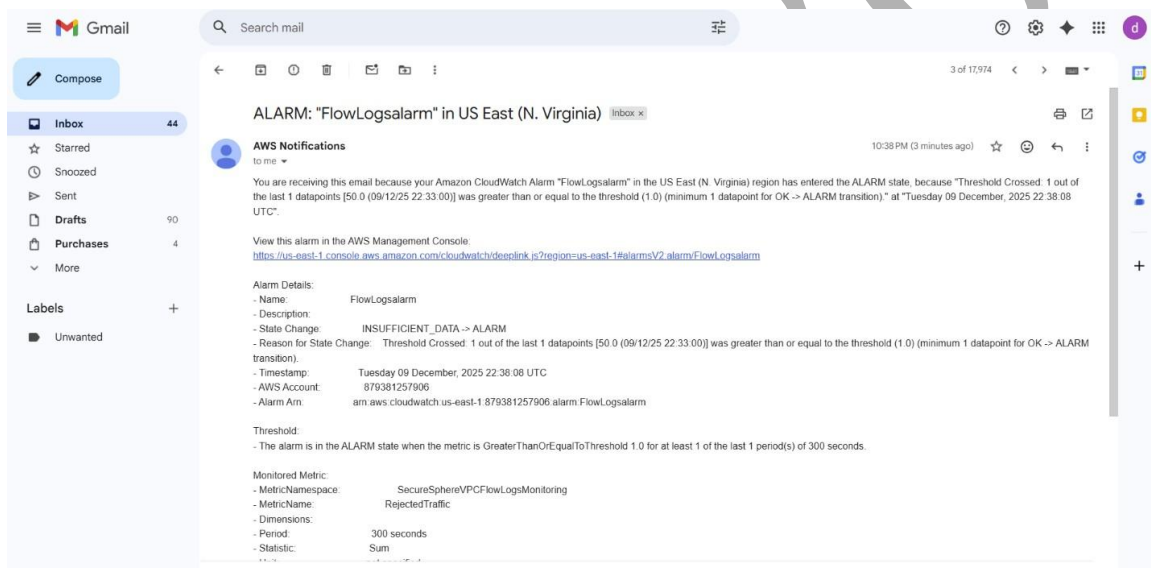 Gmail
Search mail
d
Compose
3 of 17,974
Inbox 44
Starred
Snoozed
Sent
Drafts 90
Purchases 4
More
Labels
Unwanted
ALARM: "FlowLogsalarm" in US East (N. Virginia) Inbox x
AWS Notifications 10:38 PM (3 minutes ago)
to me
You are receiving this email because your Amazon CloudWatch Alarm "FlowLogsalarm" in the US East (N. Virginia) region has entered the ALARM state, because "Threshold Crossed: 1 out of
the last 1 datapoints [50.0 (09/12/25 22:33:00)] was greater than or equal to the threshold (1.0) (minimum 1 datapoint for OK -> ALARM transition)." at "Tuesday 09 December, 2025 22:38:08
UTC".
View this alarm in the AWS Management Console:
https://us-east-1.console.aws.amazon.com/cloudwatch/deeplink.js?region=us-east-1#alarmsV2:alarm/FlowLogsalarm
Alarm Details:
- Name: FlowLogsalarm
- Description:
- State Change: INSUFFICIENT_DATA -> ALARM
- Reason for State Change: Threshold Crossed: 1 out of the last 1 datapoints [50.0 (09/12/25 22:33:00)] was greater than or equal to the threshold (1.0) (minimum 1 datapoint for OK -> ALARM
transition).
- Timestamp: Tuesday 09 December, 2025 22:38:08 UTC
- AWS Account: 879381257906
- Alarm Arn: arn:aws:cloudwatch:us-east-1:879381257906:alarm:FlowLogsalarm
Threshold:
- The alarm is in the ALARM state when the metric is GreaterThanOrEqualToThreshold 1.0 for at least 1 of the last 1 period(s) of 300 seconds.
Monitored Metric:
- MetricNamespace: SecureSphereVPCFlowLogsMonitoring
- MetricName: RejectedTraffic
- Dimensions:
- Period: 300 seconds
- Statistic: Sum